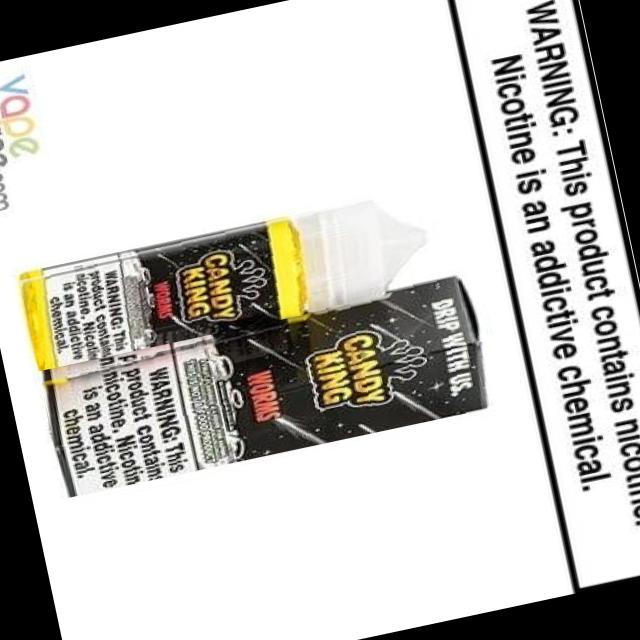 WARNING: This product contains nicotine.
Nicotine is an addictive chemical.
vape
.com
DRIP WITH US.
CANDY
KING
WORMS
WARNING: This
product contains
nicotine. Nicotine
is an addictive
chemical.
CANDY
KING
WORMS
WARNING: This
product contains
nicotine. Nicotin
is an addictive
chemical.